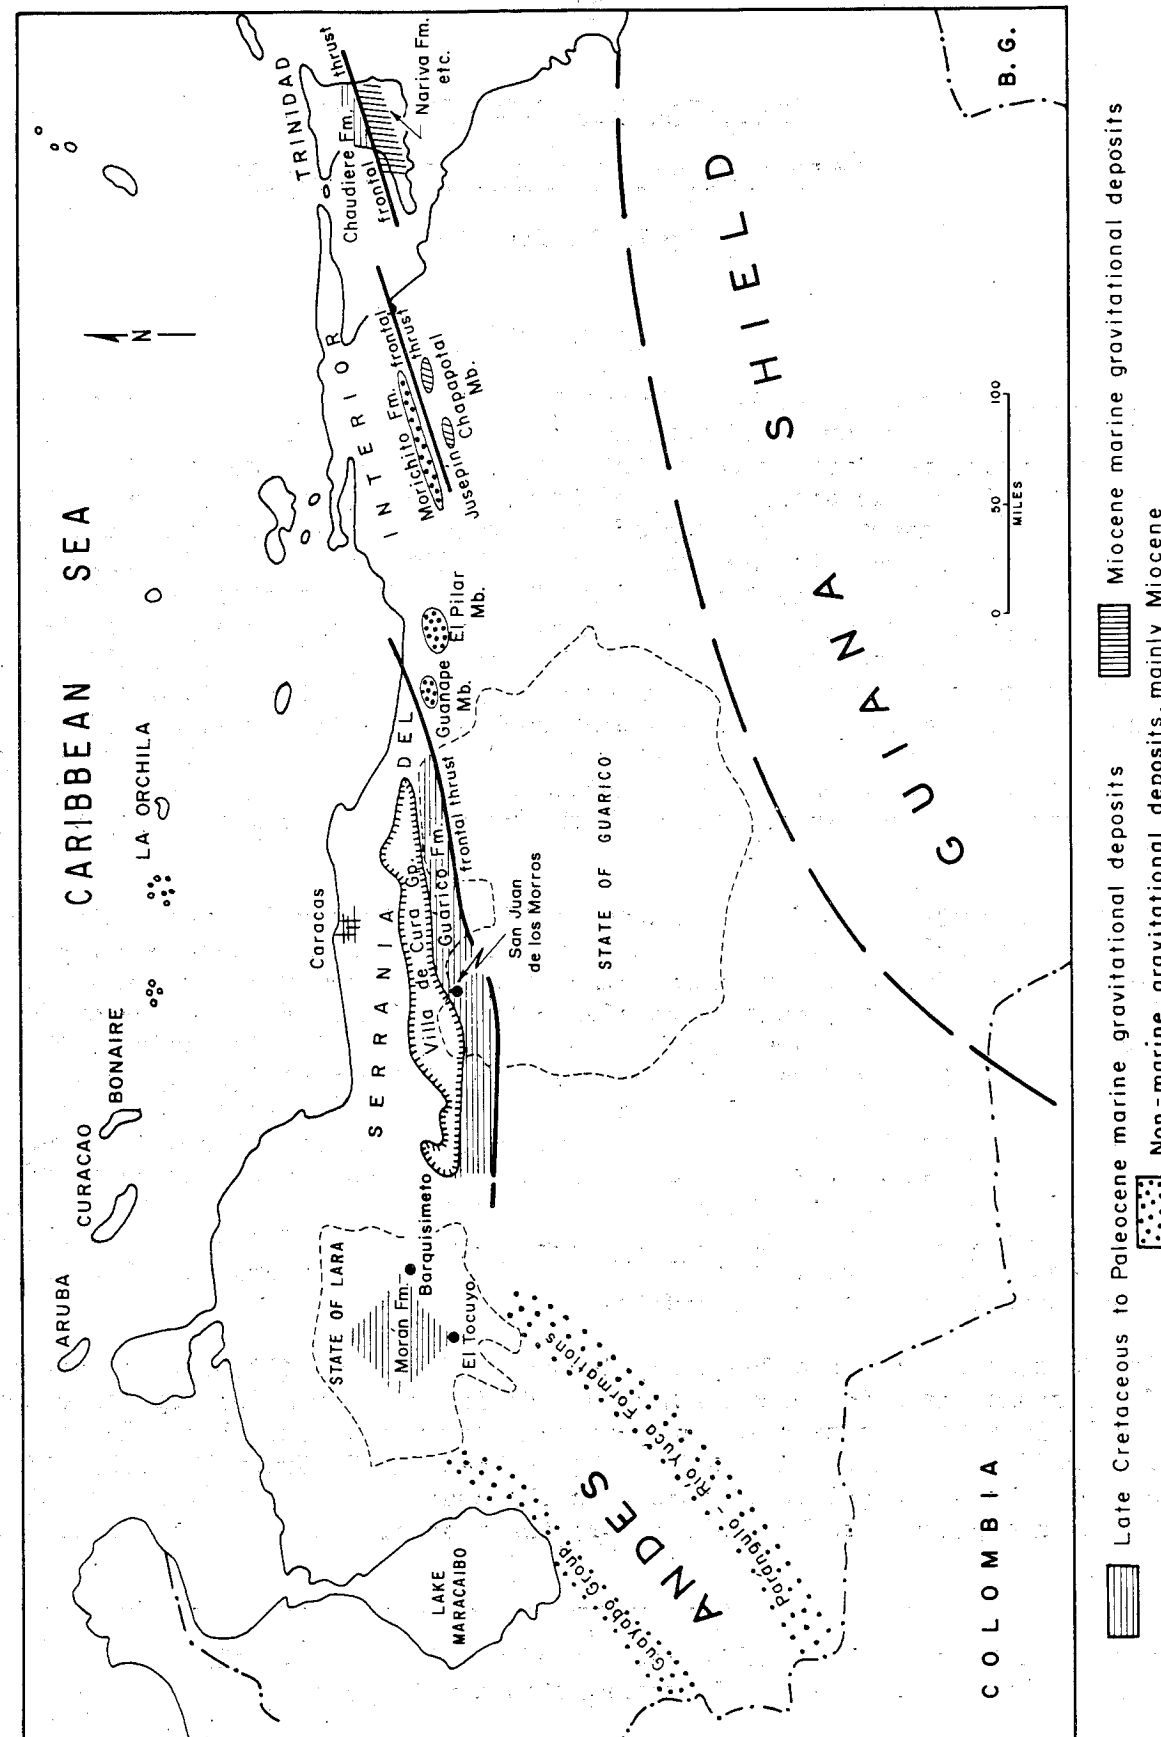 CARIBBEAN SEA
ARUBA
CURACAO
BONAIRE
LA ORCHILA
TRINIDAD
N
Caracas
Chaudiere Fm.
frontal thrust
Nariva Fm.
etc.
SERRANIA DEL INTERIOR
Villa de Cura Gp.
Guarico Fm.
frontal thrust
Guanape
Mb.
El Pilar
Mb.
Morichito Fm.
frontal
thrust
Jusepin
Chapapotal
Mb.
San Juan
de los Morros
STATE OF LARA
Morán Fm.
Barquisimeto
El Tocuyo
STATE OF GUARICO
LAKE
MARACAIBO
Guayabo Group
ANDES
Parángulo - Río Yuca Formations
GUIANA SHIELD
COLOMBIA
B. G.
0 50 100
MILES
Late Cretaceous to Paleocene marine gravitational deposits
Miocene marine gravitational deposits
Non-marine gravitational deposits, mainly Miocene